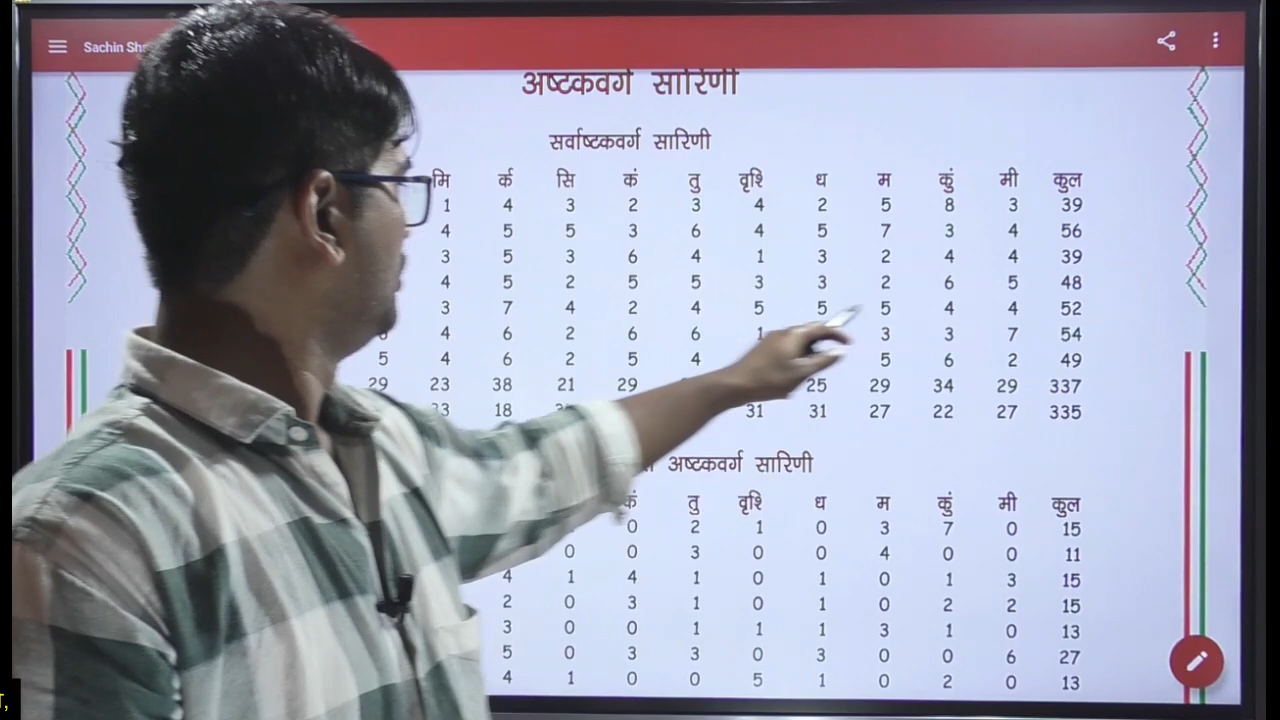 Sachin
अष्टकवर्ग सारिणी
सर्वाष्टकवर्ग सारिणी
मि र्क सि कं तु वृश्चि ध म कुं मी कुल
1 4 3 2 3 4 2 5 8 3 39
4 5 5 3 6 4 5 7 3 4 56
3 5 3 6 4 1 3 2 4 4 39
4 5 2 5 5 3 3 2 6 5 48
3 7 4 2 4 5 5 5 4 4 52
4 6 2 6 6 1 3 3 7 54
5 4 6 2 5 4 5 6 2 49
29 23 38 21 29 25 29 34 29 337
33 18 31 31 27 22 27 335
अष्टकवर्ग सारिणी
कं तु वृश्चि ध म कुं मी कुल
0 2 1 0 3 7 0 15
0 0 3 0 0 4 0 0 11
4 1 4 1 0 1 0 1 3 15
2 0 3 1 0 1 0 2 2 15
3 0 0 1 1 1 3 1 0 13
5 0 3 3 0 3 0 0 6 27
4 1 0 0 5 1 0 2 0 13